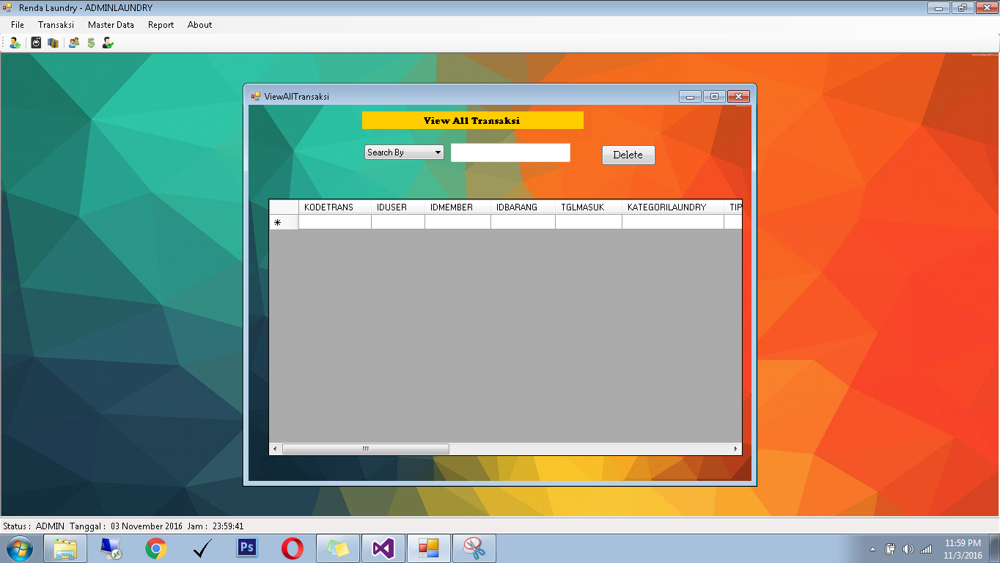 Renda Laundry - ADMINLAUNDRY
File Transaksi Master Data Report About
ViewAllTransaksi
View All Transaksi
Search By Delete
KODETRANS IDUSER IDMEMBER IDBARANG TGLMASUK KATEGORILAUNDRY TIP
Status : ADMIN Tanggal : 03 November 2016 Jam : 23:59:41
Ps
11:59 PM
11/3/2016